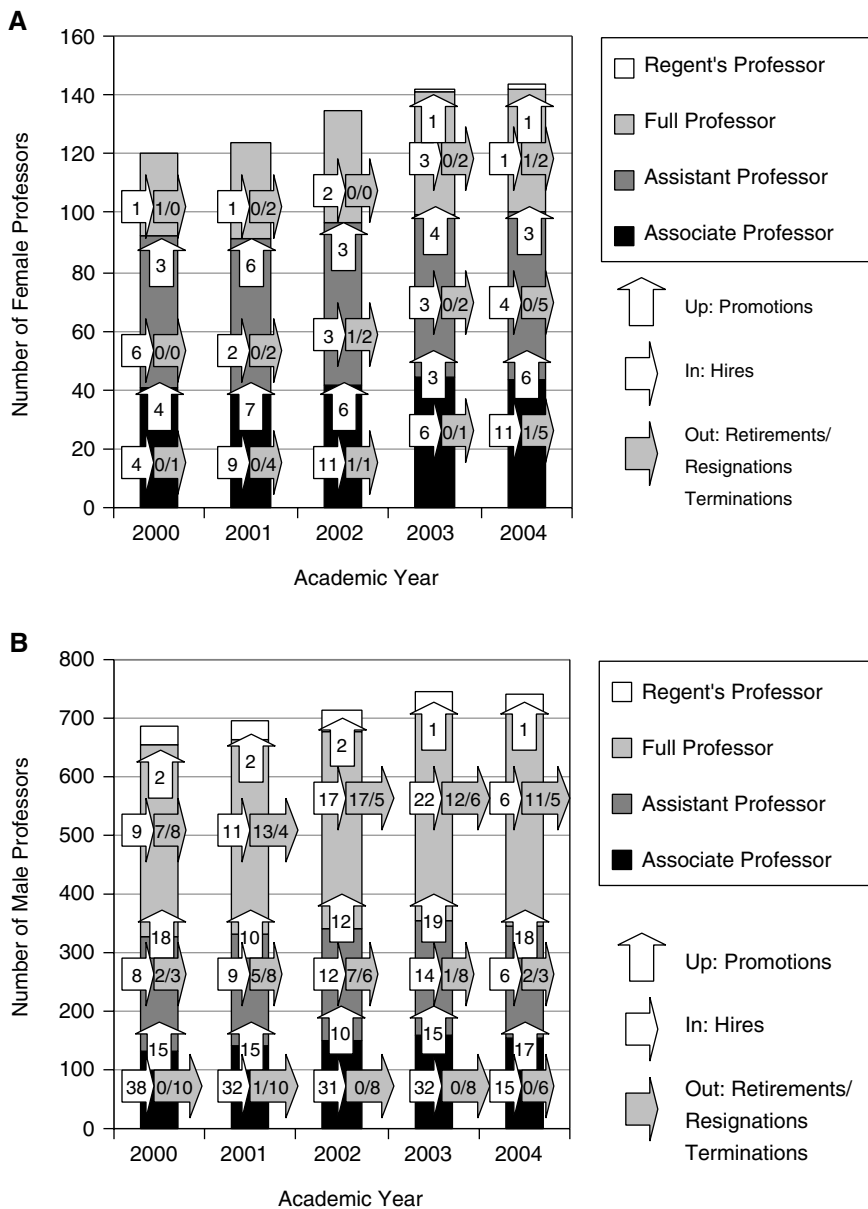 A
160
140
120
100
80
60
40
20
0
Number of Female Professors
1 1/0
3
6 0/0
4
4 0/1
1 0/2
6
2 0/2
7
9 0/4
2 0/0
3
3 1/2
6
11 1/1
1
3 0/2
4
3 0/2
3
6 0/1
1
1 1/2
3
4 0/5
6
11 1/5
2000 2001 2002 2003 2004
Academic Year
Regent's Professor
Full Professor
Assistant Professor
Associate Professor
Up: Promotions
In: Hires
Out: Retirements/
Resignations
Terminations
B
800
700
600
500
400
300
200
100
0
Number of Male Professors
2
9 7/8
18
8 2/3
15
38 0/10
2
11 13/4
10
9 5/8
15
32 1/10
2
17 17/5
12
12 7/6
10
31 0/8
1
22 12/6
19
14 1/8
15
32 0/8
1
6 11/5
18
6 2/3
17
15 0/6
2000 2001 2002 2003 2004
Academic Year
Regent's Professor
Full Professor
Assistant Professor
Associate Professor
Up: Promotions
In: Hires
Out: Retirements/
Resignations
Terminations